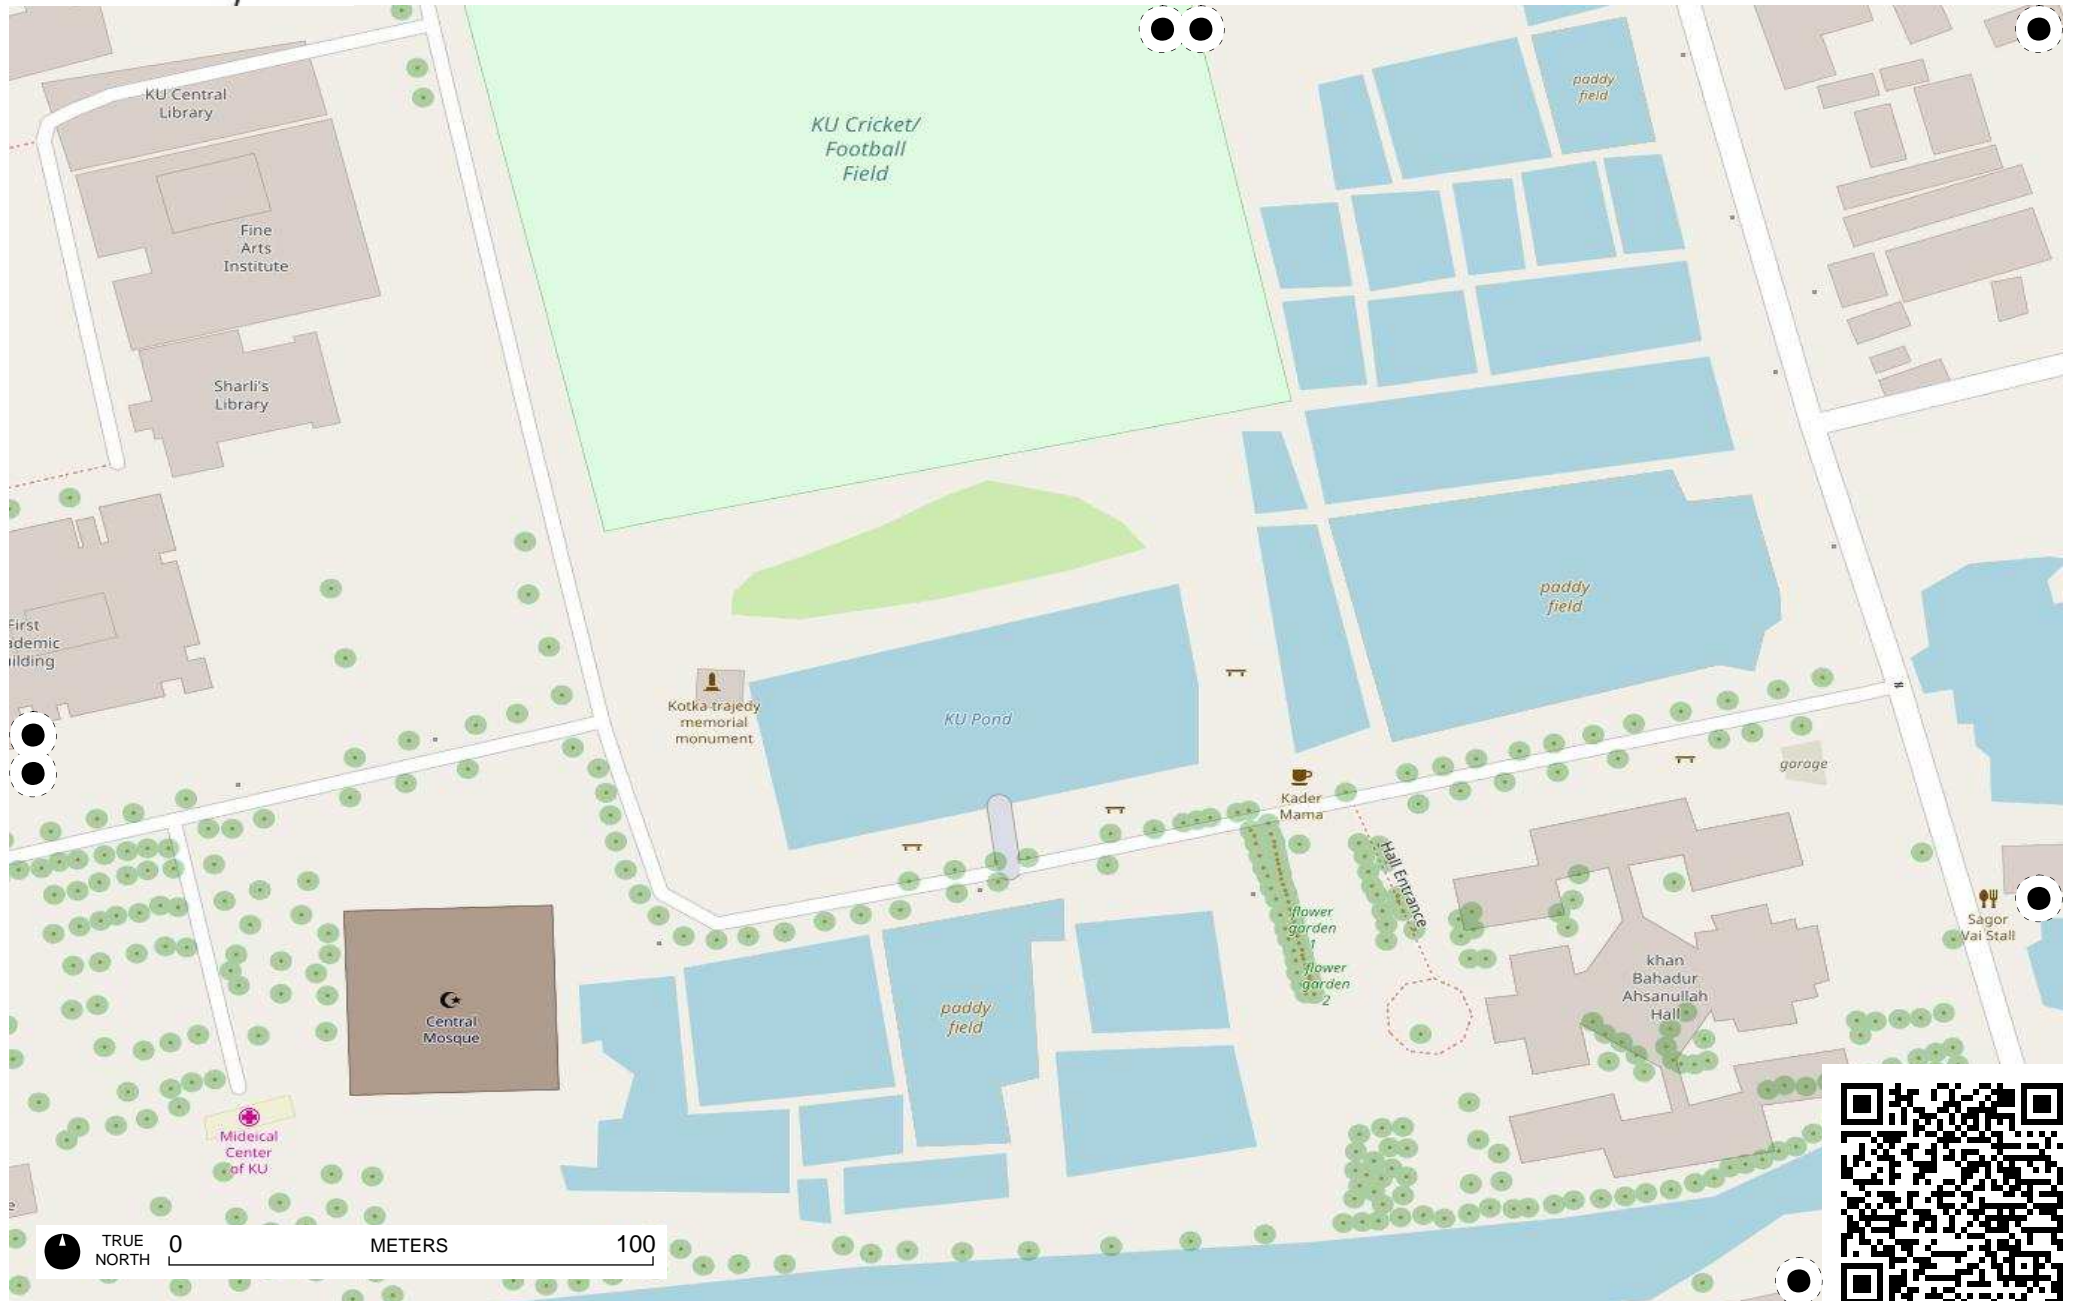 KU Central
Library
KU Cricket/
Football
Field
paddy
field
Fine
Arts
Institute
Sharli's
Library
First
ademic
ilding
paddy
field
Kotka trajedy
memorial
monument
KU Pond
Kader
Mama
garage
Hall Entrance
flower
garden
1
flower
garden
2
Sagor
Vai Stall
khan
Bahadur
Ahsanullah
Hall
Central
Mosque
paddy
field
Mideical
Center
of KU
e
TRUE
NORTH
0 METERS 100